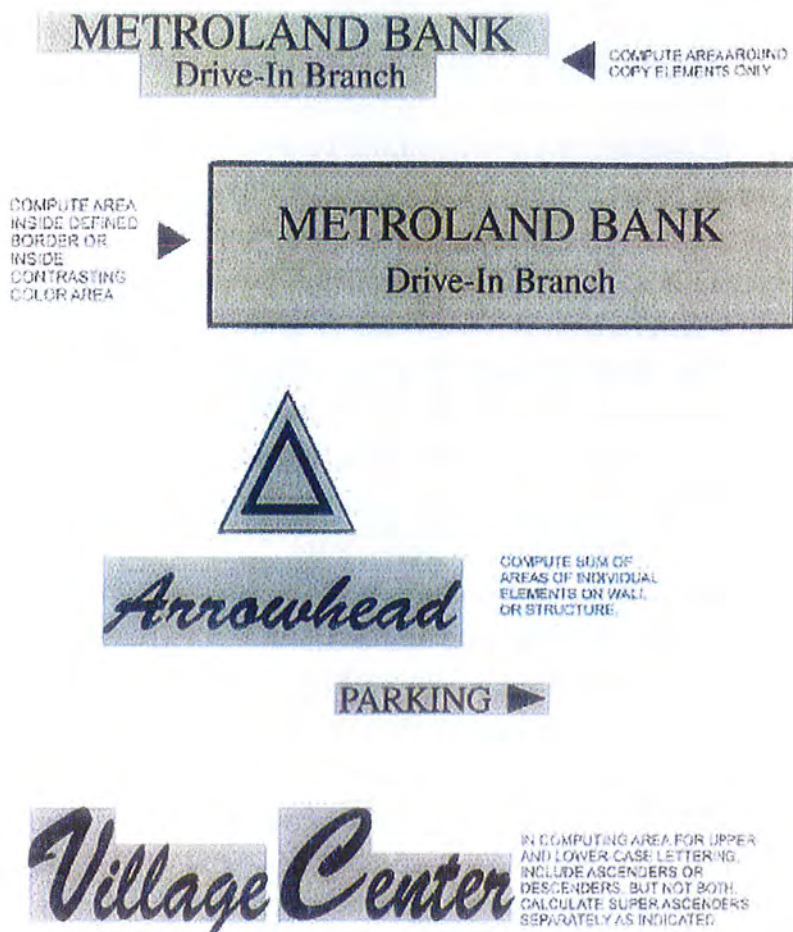 METROLAND BANK
Drive-In Branch
COMPUTE AREA AROUND
COPY ELEMENTS ONLY
COMPUTE AREA
INSIDE DEFINED
BORDER OR
INSIDE
CONTRASTING
COLOR AREA
METROLAND BANK
Drive-In Branch
Arrowhead
COMPUTE SUM OF
AREAS OF INDIVIDUAL
ELEMENTS ON WALL
OR STRUCTURE.
PARKING
Village Center
IN COMPUTING AREA FOR UPPER
AND LOWER CASE LETTERING,
INCLUDE ASCENDERS OR
DESCENDERS, BUT NOT BOTH.
CALCULATE SUPER ASCENDERS
SEPARATELY AS INDICATED